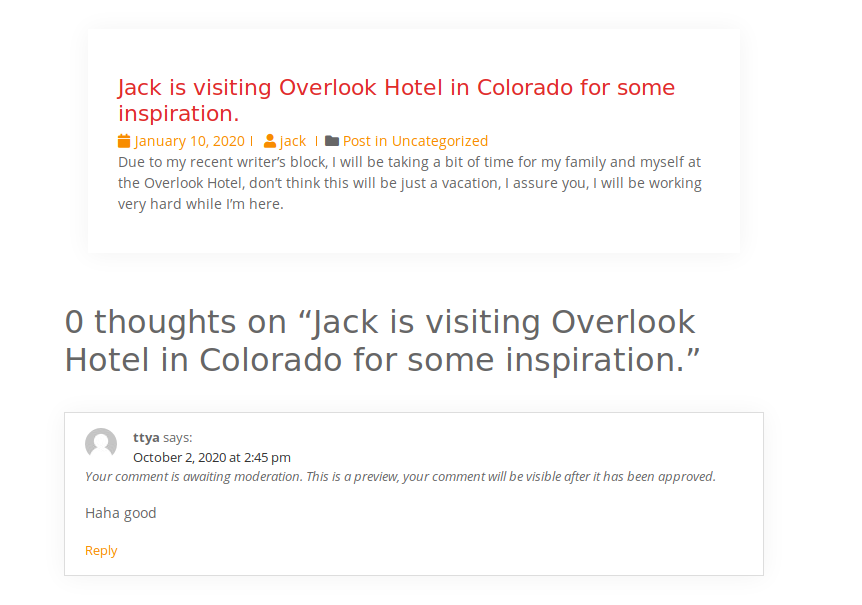 Jack is visiting Overlook Hotel in Colorado for some
inspiration.
January 10, 2020 | jack | Post in Uncategorized
Due to my recent writer’s block, I will be taking a bit of time for my family and myself at
the Overlook Hotel, don’t think this will be just a vacation, I assure you, I will be working
very hard while I’m here.
0 thoughts on “Jack is visiting Overlook
Hotel in Colorado for some inspiration.”
ttya says:
October 2, 2020 at 2:45 pm
Your comment is awaiting moderation. This is a preview, your comment will be visible after it has been approved.
Haha good
Reply